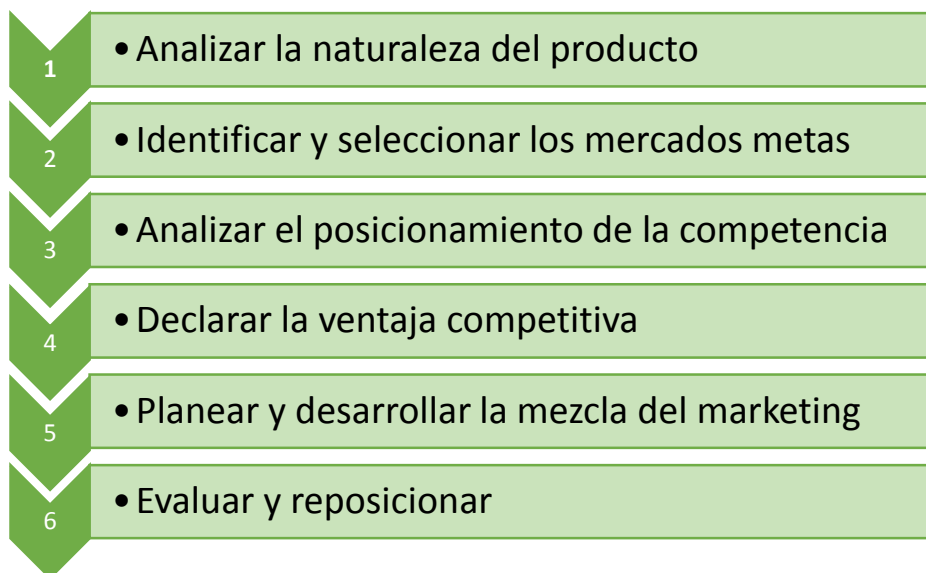 1 • Analizar la naturaleza del producto
2 • Identificar y seleccionar los mercados metas
3 • Analizar el posicionamiento de la competencia
4 • Declarar la ventaja competitiva
5 • Planear y desarrollar la mezcla del marketing
6 • Evaluar y reposicionar